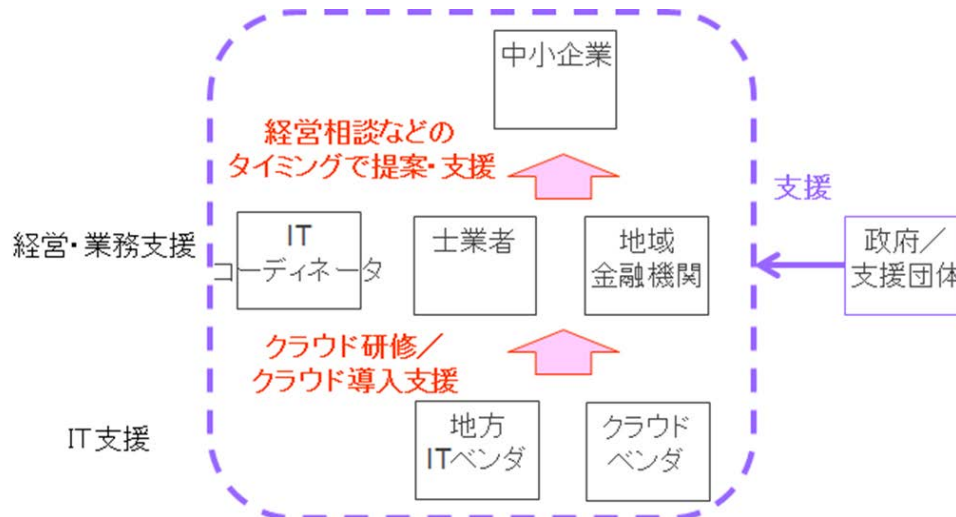 中小企業
経営相談などの
タイミングで提案・支援
支援
経営・業務支援
IT
コーディネータ
士業者
地域
金融機関
政府／
支援団体
クラウド研修／
クラウド導入支援
IT支援
地方
ITベンダ
クラウド
ベンダ